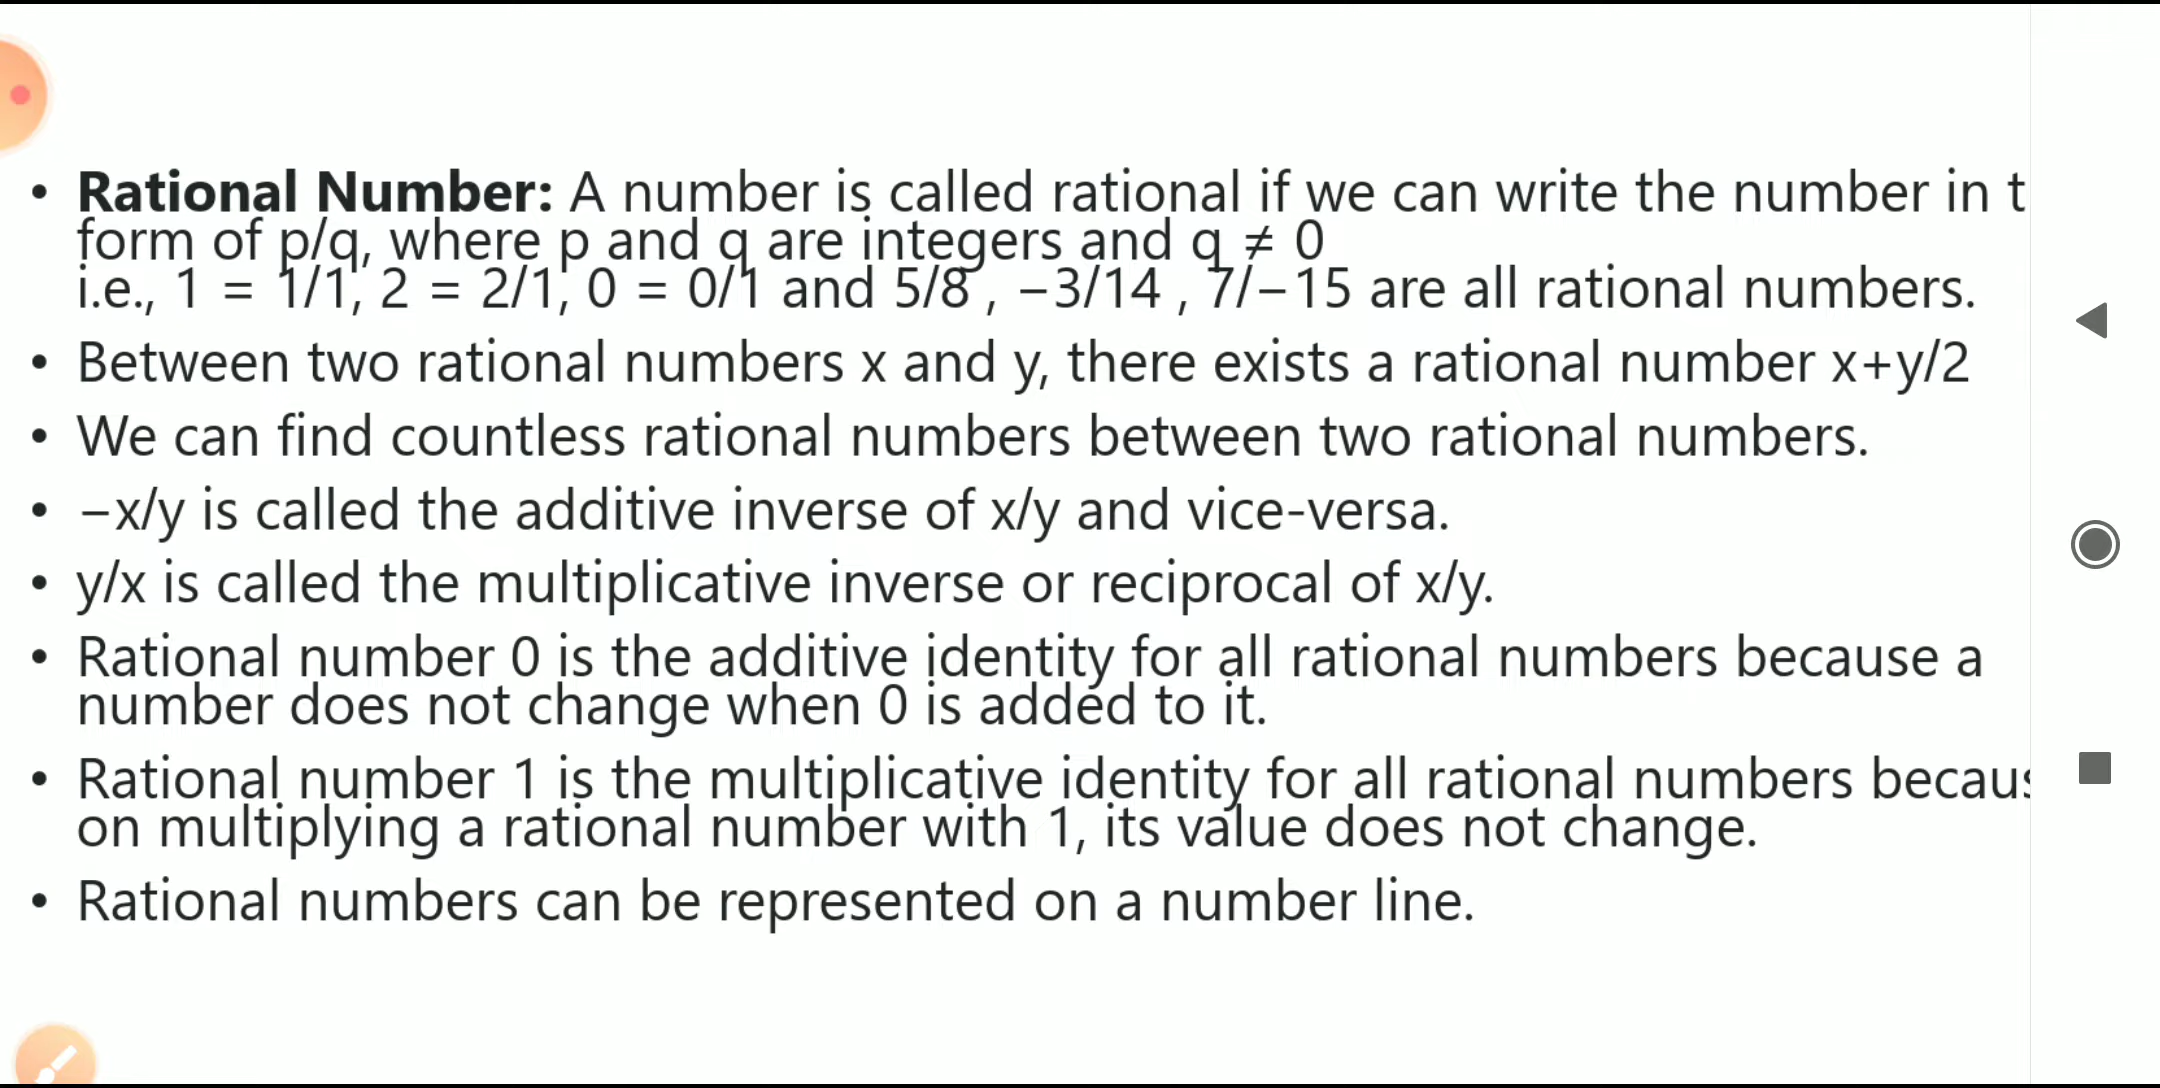 • Rational Number: A number is called rational if we can write the number in t
form of p/q, where p and q are integers and q ≠ 0
i.e., 1 = 1/1, 2 = 2/1, 0 = 0/1 and 5/8 , −3/14 , 7/−15 are all rational numbers.
• Between two rational numbers x and y, there exists a rational number x+y/2
• We can find countless rational numbers between two rational numbers.
• −x/y is called the additive inverse of x/y and vice-versa.
• y/x is called the multiplicative inverse or reciprocal of x/y.
• Rational number 0 is the additive identity for all rational numbers because a
number does not change when 0 is added to it.
• Rational number 1 is the multiplicative identity for all rational numbers becaus
on multiplying a rational number with 1, its value does not change.
• Rational numbers can be represented on a number line.